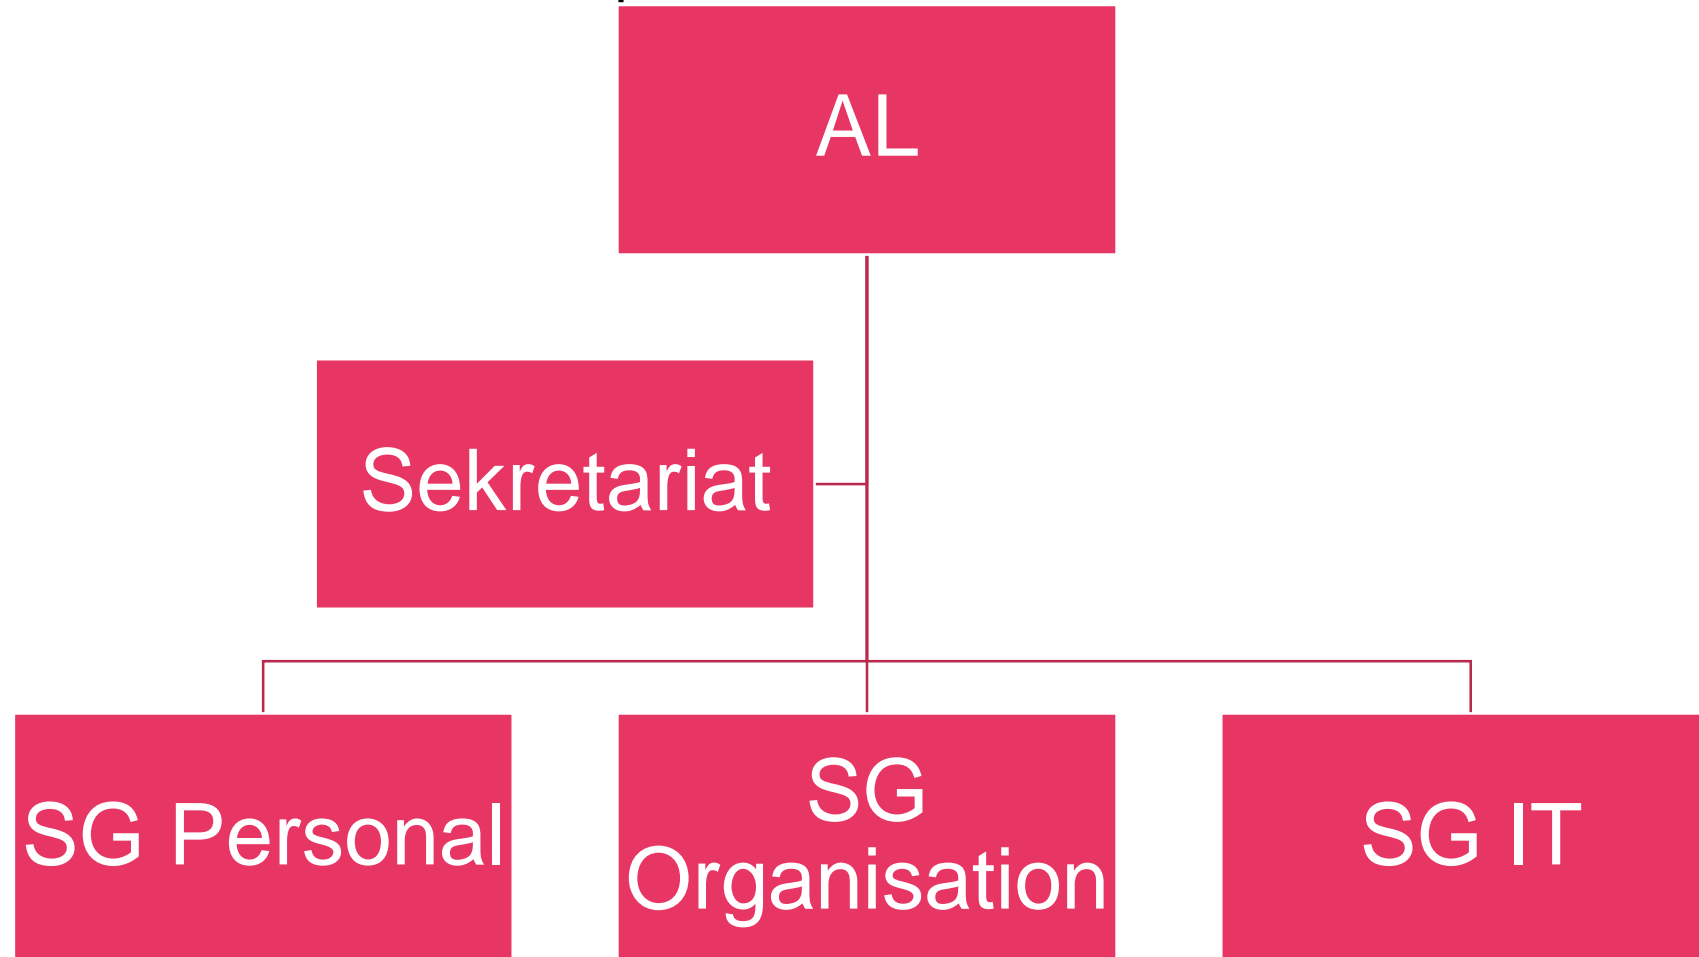 AL
Sekretariat
SG Personal
SG
Organisation
SG IT